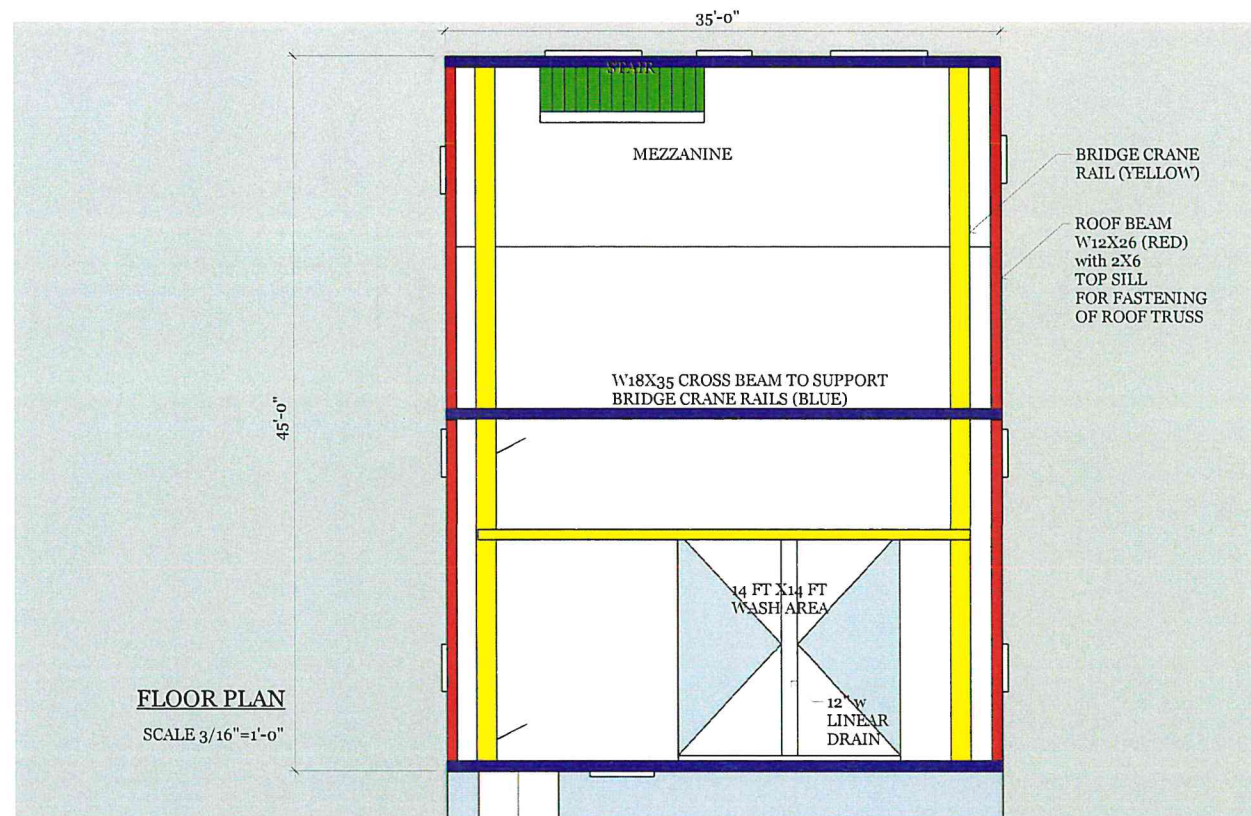 35'-0"
STAIR
MEZZANINE
BRIDGE CRANE
RAIL (YELLOW)
ROOF BEAM
W12X26 (RED)
with 2X6
TOP SILL
FOR FASTENING
OF ROOF TRUSS
W18X35 CROSS BEAM TO SUPPORT
BRIDGE CRANE RAILS (BLUE)
45'-0"
14 FT X14 FT
WASH AREA
12" w
LINEAR
DRAIN
FLOOR PLAN
SCALE 3/16"=1'-0"